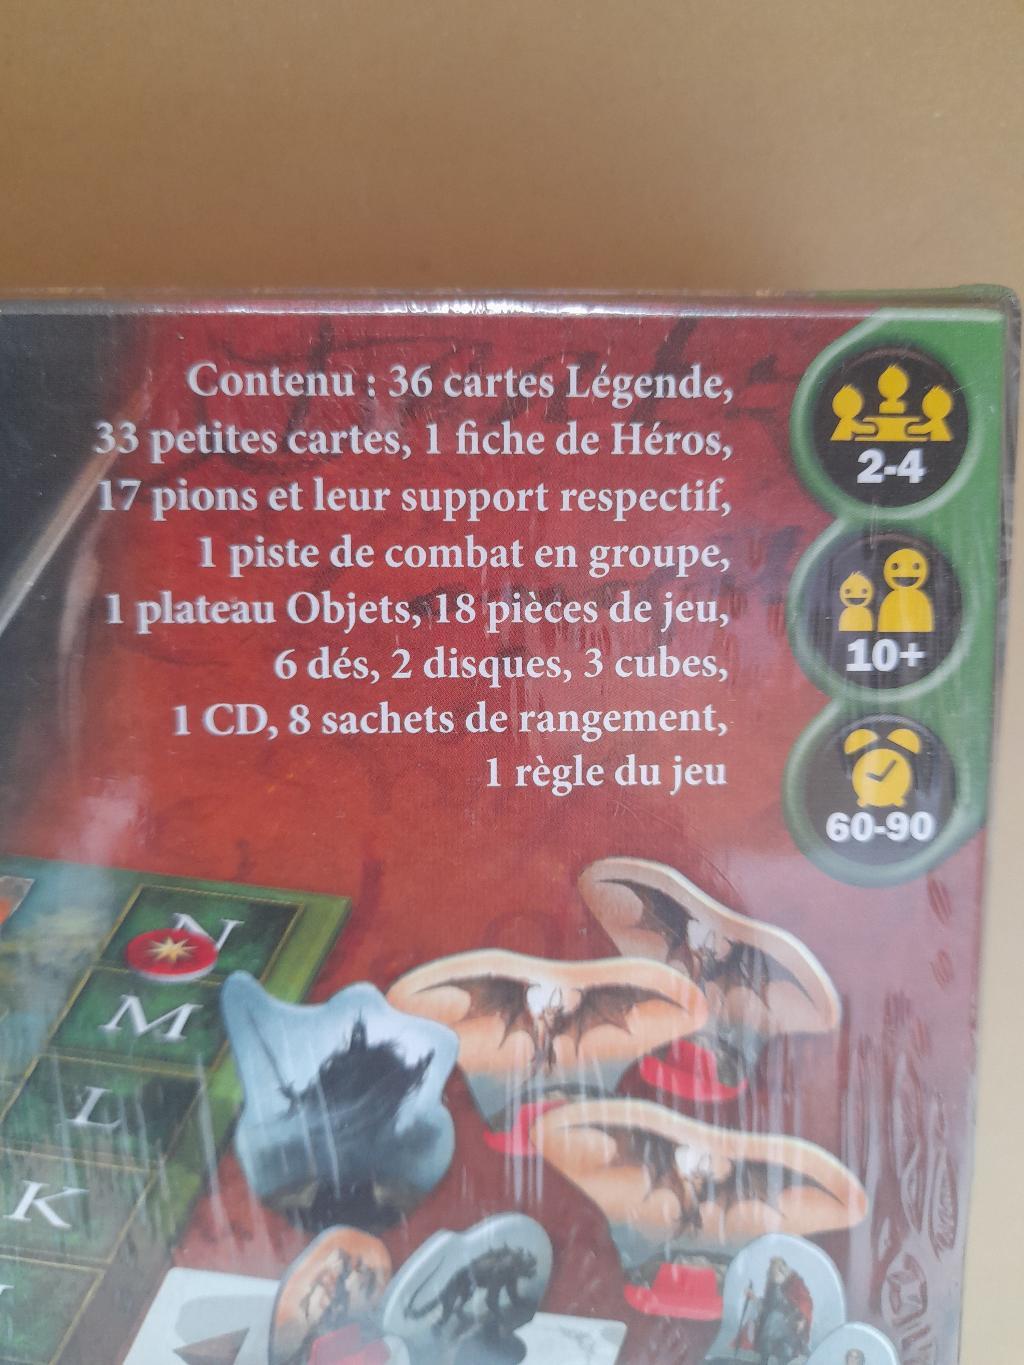 Contenu : 36 cartes Légende,
33 petites cartes, 1 fiche de Héros,
17 pions et leur support respectif,
1 piste de combat en groupe,
1 plateau Objets, 18 pièces de jeu,
6 dés, 2 disques, 3 cubes,
1 CD, 8 sachets de rangement,
1 règle du jeu
2-4
10+
60-90
N
M
L
K